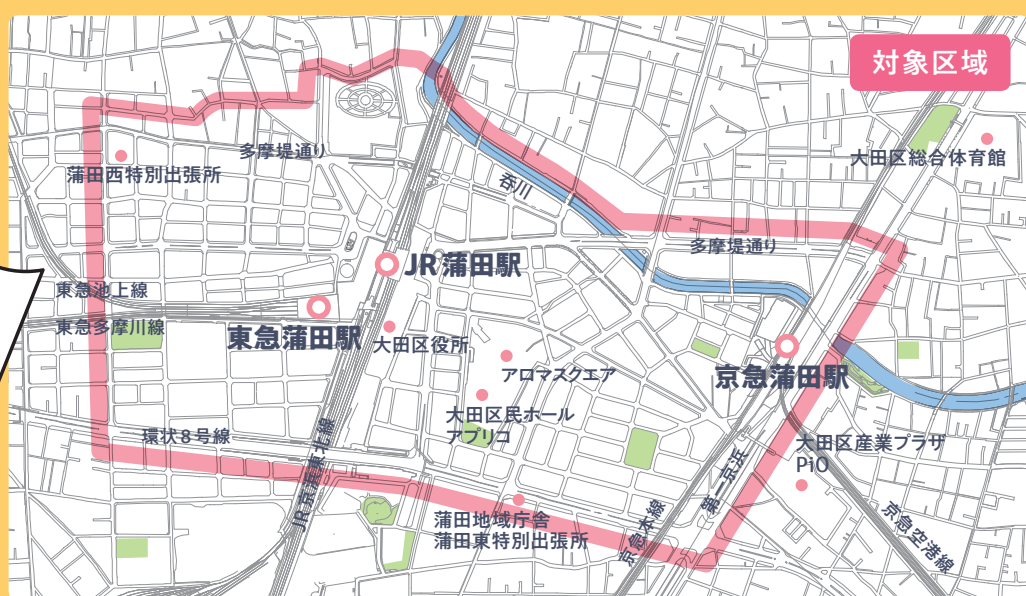 対象区域
多摩堤通り
蒲田西特別出張所
大田区総合体育館
呑川
多摩堤通り
JR蒲田駅
東急池上線
東急多摩川線
東急蒲田駅
大田区役所
アロマスクエア
京急蒲田駅
大田区民ホール
アプリコ
環状8号線
大田区産業プラザ
PiO
JR京浜東北線
第一京浜
蒲田地域庁舎
蒲田東特別出張所
京急本線
京急空港線